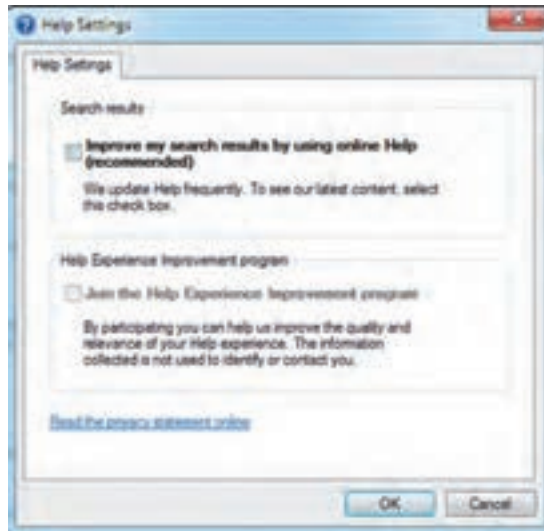 Help Settings
Help Settings
Search results
Improve my search results by using online Help
(recommended)
We update Help frequently. To see our latest content, select
this check box.
Help Experience Improvement program
Join the Help Experience Improvement program
By participating you can help us improve the quality and
relevance of your Help experience. The information
collected is not used to identify or contact you.
Read the privacy statement online
OK
Cancel